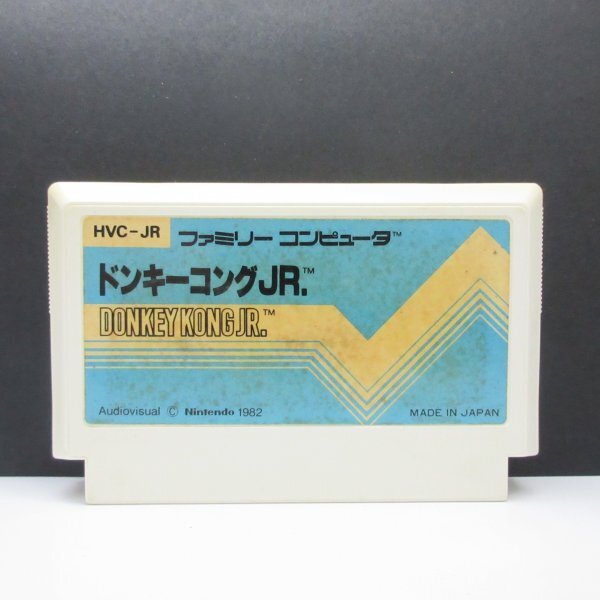 HVC-JR ファミリー コンピュータ™
ドンキーコングJR.™
DONKEY KONG JR.™
Audiovisual © Nintendo 1982 MADE IN JAPAN